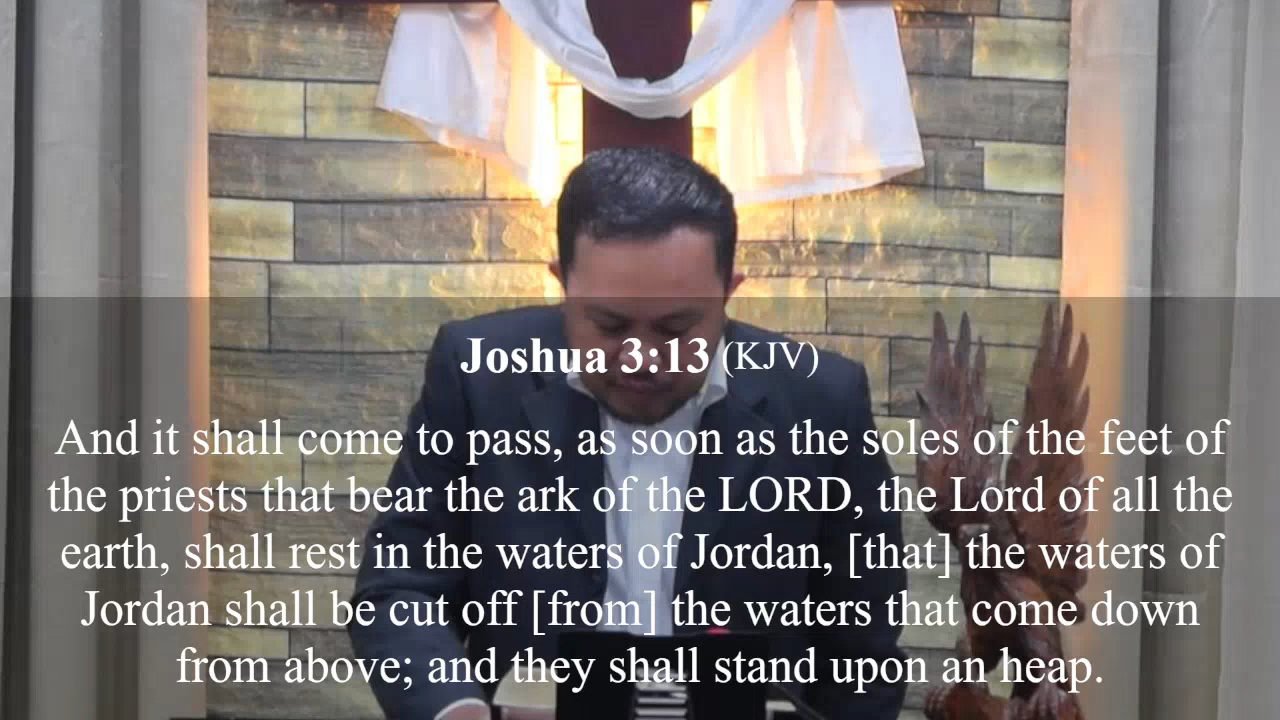 Joshua 3:13 (KJV)
And it shall come to pass, as soon as the soles of the feet of
the priests that bear the ark of the LORD, the Lord of all the
earth, shall rest in the waters of Jordan, [that] the waters of
Jordan shall be cut off [from] the waters that come down
from above; and they shall stand upon an heap.